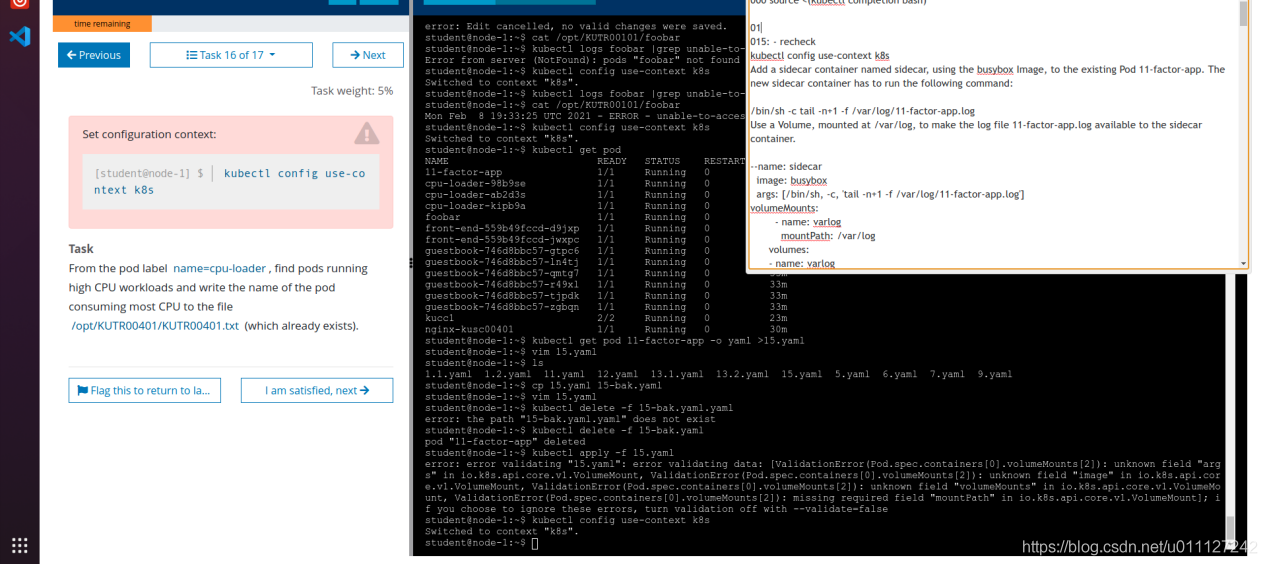 time remaining
Previous
Task 16 of 17
Next
Task weight: 5%
Set configuration context:
[student@node-1] $ | kubectl config use-co
ntext k8s
Task
From the pod label name=cpu-loader , find pods running
high CPU workloads and write the name of the pod
consuming most CPU to the file
/opt/KUTR00401/KUTR00401.txt (which already exists).
Flag this to return to la...
I am satisfied, next
error: Edit cancelled, no valid changes were saved.
student@node-1:~$ cat /opt/KUTR00101/foobar
student@node-1:~$ kubectl logs foobar |grep unable-to-
Error from server (NotFound): pods "foobar" not found
student@node-1:~$ kubectl config use-context k8s
Switched to context "k8s".
student@node-1:~$ kubectl logs foobar |grep unable-to-
student@node-1:~$ cat /opt/KUTR00101/foobar
Mon Feb 8 19:33:25 UTC 2021 - ERROR - unable-to-acces
student@node-1:~$ kubectl config use-context k8s
Switched to context "k8s".
student@node-1:~$ kubectl get pod
NAME READY STATUS RESTART
11-factor-app 1/1 Running 0
cpu-loader-98b9se 1/1 Running 0
cpu-loader-ab2d3s 1/1 Running 0
cpu-loader-kipb9a 1/1 Running 0
foobar 1/1 Running 0
front-end-559b49fccd-d9jxp 1/1 Running 0
front-end-559b49fccd-jwxpc 1/1 Running 0
guestbook-746d8bbc57-gtpc6 1/1 Running 0
guestbook-746d8bbc57-ln4tj 1/1 Running 0
guestbook-746d8bbc57-qmtg7 1/1 Running 0 33m
guestbook-746d8bbc57-r49xl 1/1 Running 0 33m
guestbook-746d8bbc57-tjpdk 1/1 Running 0 33m
guestbook-746d8bbc57-zgbqn 1/1 Running 0 33m
kucc1 2/2 Running 0 23m
nginx-kusc00401 1/1 Running 0 30m
student@node-1:~$ kubectl get pod 11-factor-app -o yaml >15.yaml
student@node-1:~$ vim 15.yaml
student@node-1:~$ ls
1.1.yaml 1.2.yaml 11.yaml 12.yaml 13.1.yaml 13.2.yaml 15.yaml 5.yaml 6.yaml 7.yaml 9.yaml
student@node-1:~$ cp 15.yaml 15-bak.yaml
student@node-1:~$ vim 15.yaml
student@node-1:~$ kubectl delete -f 15-bak.yaml.yaml
error: the path "15-bak.yaml.yaml" does not exist
student@node-1:~$ kubectl delete -f 15-bak.yaml
pod "11-factor-app" deleted
student@node-1:~$ kubectl apply -f 15.yaml
error: error validating "15.yaml": error validating data: [ValidationError(Pod.spec.containers[0].volumeMounts[2]): unknown field "arg
s" in io.k8s.api.core.v1.VolumeMount, ValidationError(Pod.spec.containers[0].volumeMounts[2]): unknown field "image" in io.k8s.api.cor
e.v1.VolumeMount, ValidationError(Pod.spec.containers[0].volumeMounts[2]): unknown field "volumeMounts" in io.k8s.api.core.v1.VolumeMo
unt, ValidationError(Pod.spec.containers[0].volumeMounts[2]): missing required field "mountPath" in io.k8s.api.core.v1.VolumeMount]; i
f you choose to ignore these errors, turn validation off with --validate=false
student@node-1:~$ kubectl config use-context k8s
Switched to context "k8s".
student@node-1:~$
000 source <(kubectl completion bash)
01
015: - recheck
kubectl config use-context k8s
Add a sidecar container named sidecar, using the busybox Image, to the existing Pod 11-factor-app. The
new sidecar container has to run the following command:
/bin/sh -c tail -n+1 -f /var/log/11-factor-app.log
Use a Volume, mounted at /var/log, to make the log file 11-factor-app.log available to the sidecar
container.
--name: sidecar
image: busybox
args: [/bin/sh, -c, 'tail -n+1 -f /var/log/11-factor-app.log']
volumeMounts:
- name: varlog
mountPath: /var/log
volumes:
- name: varlog
https://blog.csdn.net/u011127242